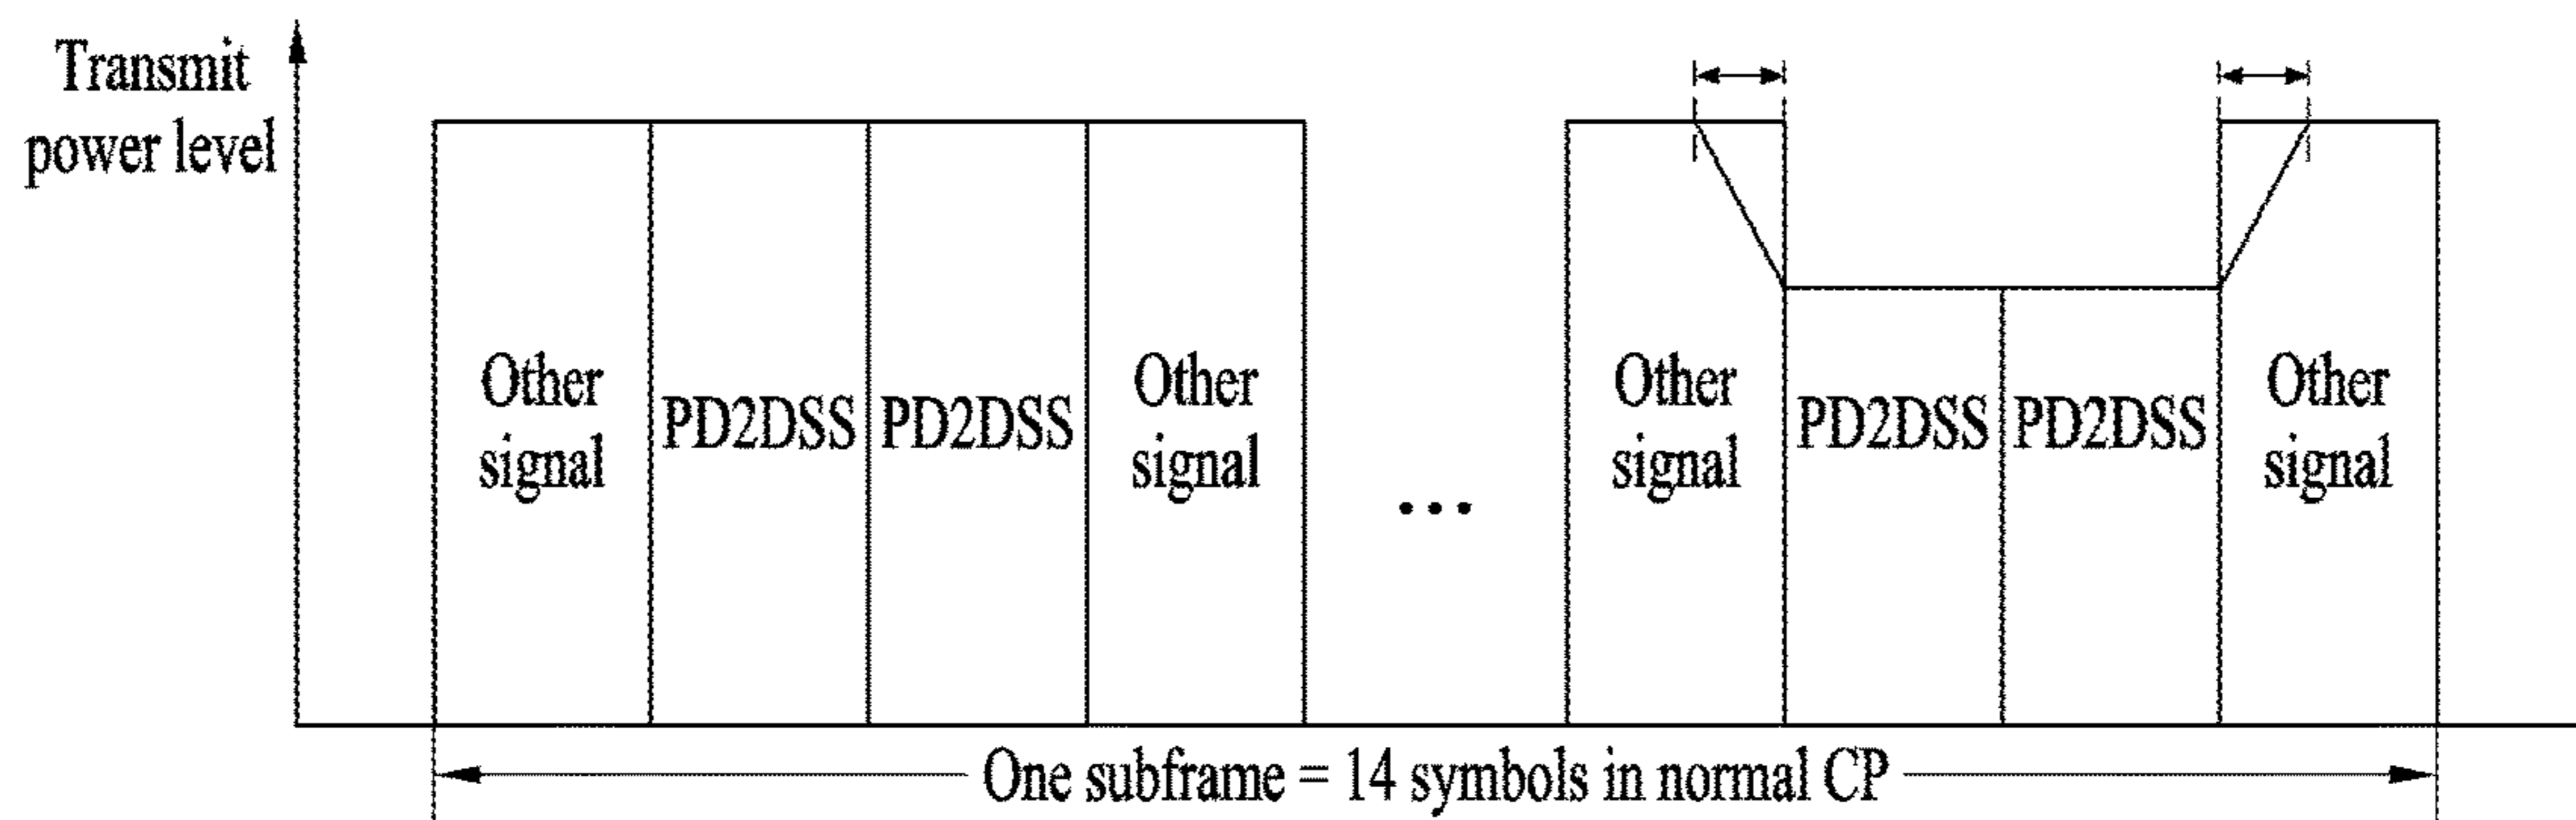 Transmit
power level
Other
signal
PD2DSS
PD2DSS
Other
signal
...
Other
signal
PD2DSS
PD2DSS
Other
signal
One subframe = 14 symbols in normal CP